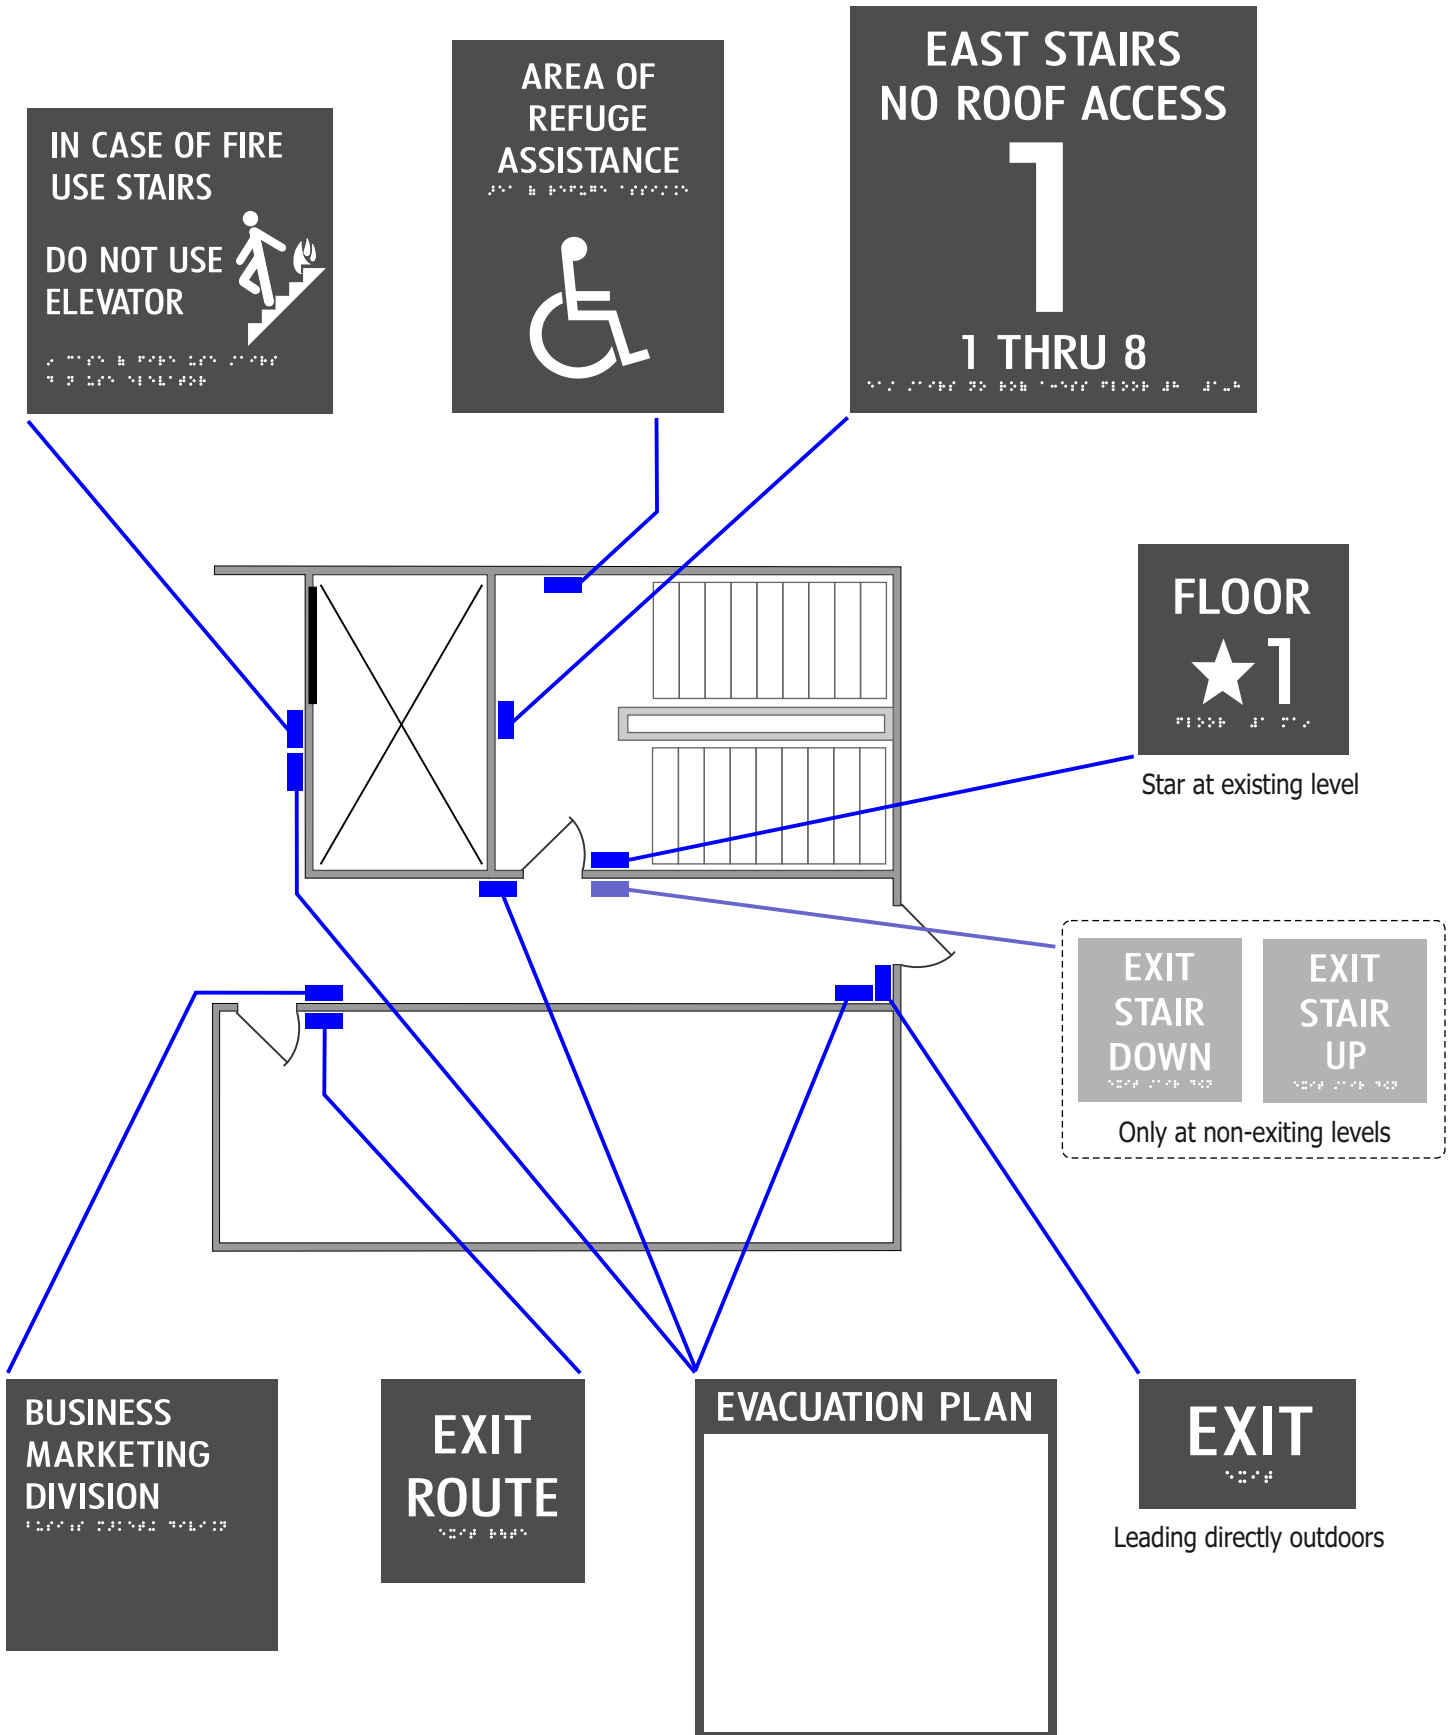 IN CASE OF FIRE
USE STAIRS
DO NOT USE
ELEVATOR
AREA OF
REFUGE
ASSISTANCE
EAST STAIRS
NO ROOF ACCESS
1
1 THRU 8
FLOOR
★1
Star at existing level
EXIT
STAIR
DOWN
EXIT
STAIR
UP
Only at non-exiting levels
BUSINESS
MARKETING
DIVISION
EXIT
ROUTE
EVACUATION PLAN
EXIT
Leading directly outdoors